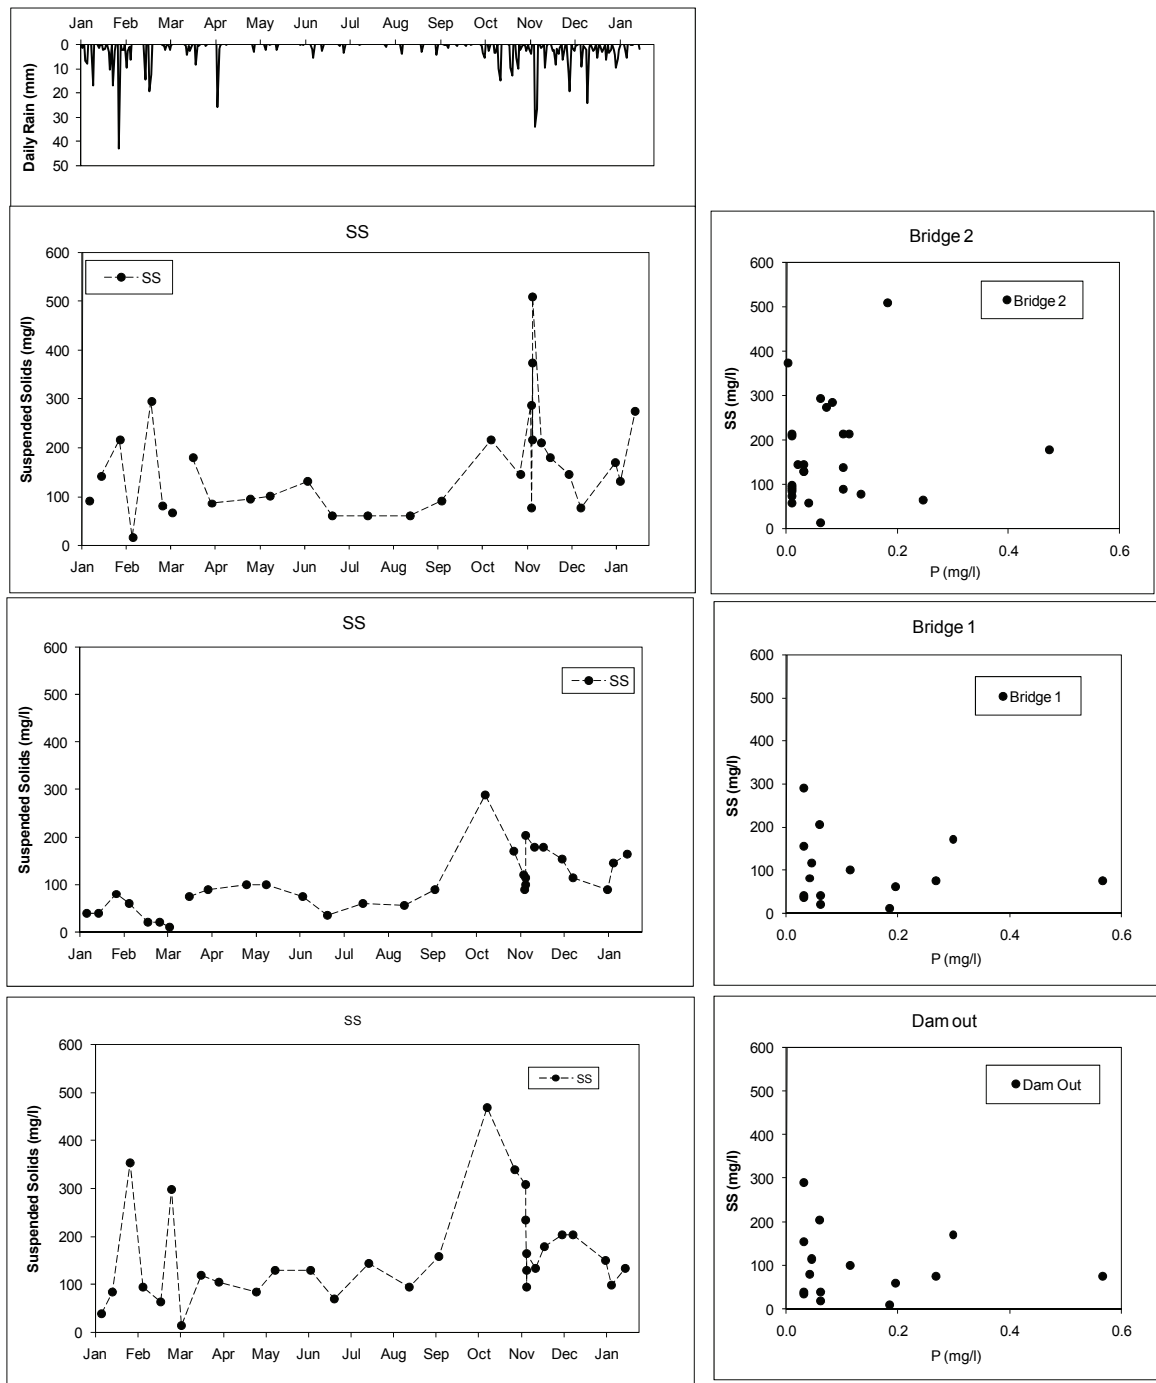 Jan Feb Mar Apr May Jun Jul Aug Sep Oct Nov Dec Jan
0
10
20
30
40
50
Daily Rain (mm)
SS
600
500
400
300
200
100
0
Suspended Solids (mg/l)
SS
Jan Feb Mar Apr May Jun Jul Aug Sep Oct Nov Dec Jan
Bridge 2
600
500
400
300
200
100
0
SS (mg/l)
Bridge 2
0.0 0.2 0.4 0.6
P (mg/l)
SS
600
500
400
300
200
100
0
Suspended Solids (mg/l)
SS
Jan Feb Mar Apr May Jun Jul Aug Sep Oct Nov Dec Jan
Bridge 1
600
500
400
300
200
100
0
SS (mg/l)
Bridge 1
0.0 0.2 0.4 0.6
P (mg/l)
SS
600
500
400
300
200
100
0
Suspended Solids (mg/l)
SS
Jan Feb Mar Apr May Jun Jul Aug Sep Oct Nov Dec Jan
Dam out
600
500
400
300
200
100
0
SS (mg/l)
Dam Out
0.0 0.2 0.4 0.6
P (mg/l)